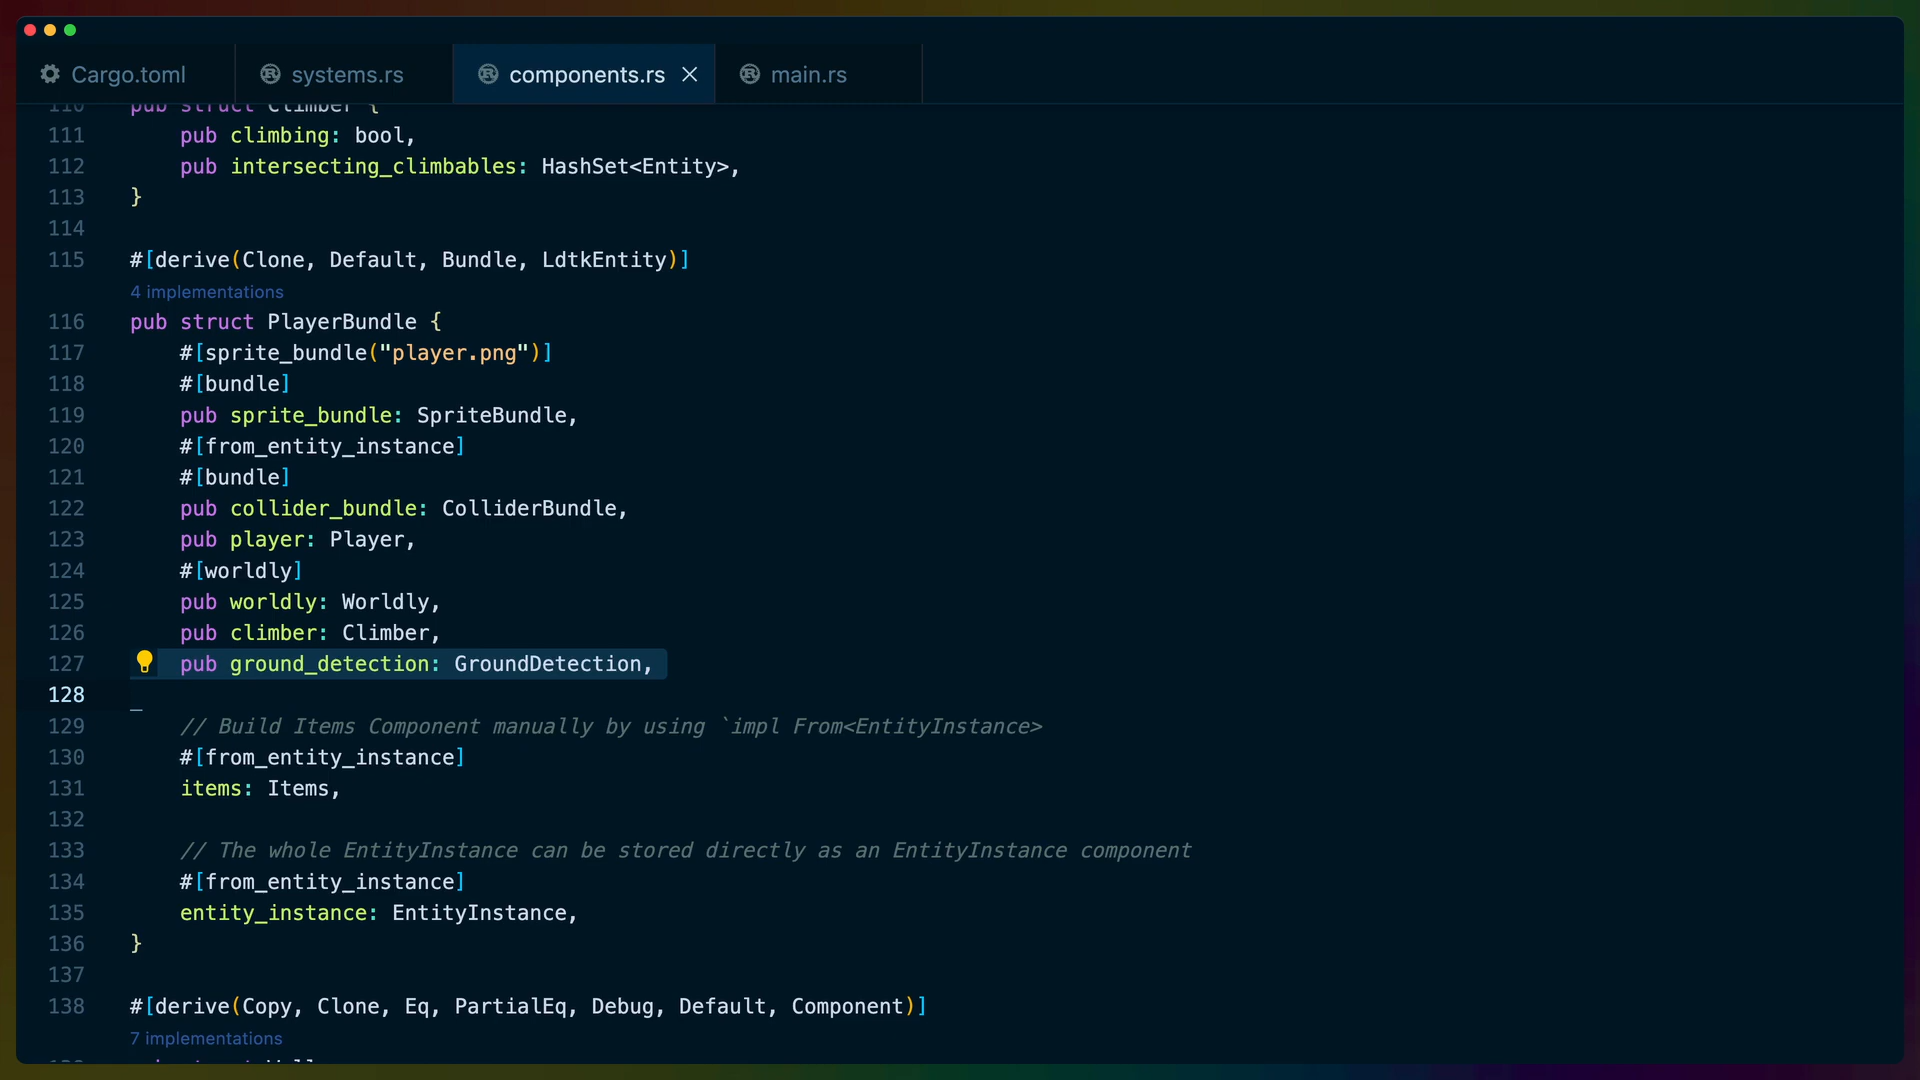 Cargo.toml systems.rs components.rs main.rs
110 pub struct Climber {
111 pub climbing: bool,
112 pub intersecting_climbables: HashSet<Entity>,
113 }
114
115 #[derive(Clone, Default, Bundle, LdtkEntity)]
4 implementations
116 pub struct PlayerBundle {
117 #[sprite_bundle("player.png")]
118 #[bundle]
119 pub sprite_bundle: SpriteBundle,
120 #[from_entity_instance]
121 #[bundle]
122 pub collider_bundle: ColliderBundle,
123 pub player: Player,
124 #[worldly]
125 pub worldly: Worldly,
126 pub climber: Climber,
127 pub ground_detection: GroundDetection,
128
129 // Build Items Component manually by using `impl From<EntityInstance>
130 #[from_entity_instance]
131 items: Items,
132
133 // The whole EntityInstance can be stored directly as an EntityInstance component
134 #[from_entity_instance]
135 entity_instance: EntityInstance,
136 }
137
138 #[derive(Copy, Clone, Eq, PartialEq, Debug, Default, Component)]
7 implementations